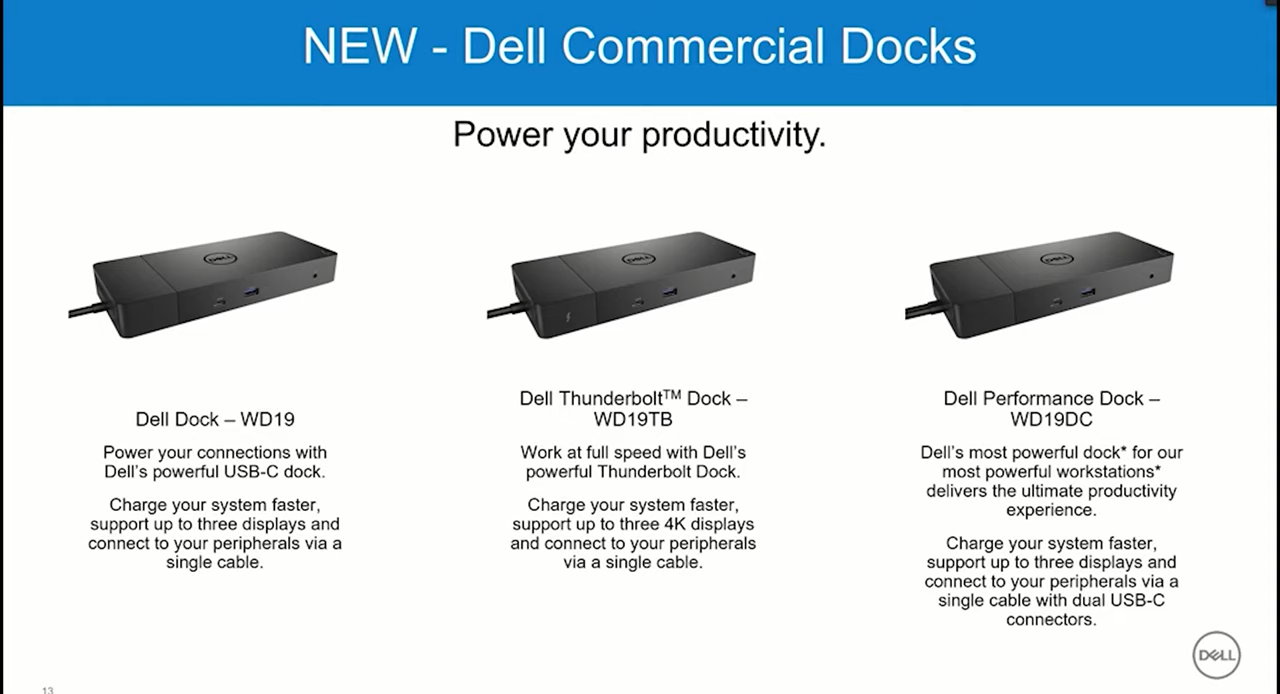 NEW - Dell Commercial Docks
Power your productivity.
DELL
DELL
DELL
Dell Dock – WD19
Power your connections with
Dell's powerful USB-C dock.
Charge your system faster,
support up to three displays and
connect to your peripherals via a
single cable.
Dell Thunderbolt™ Dock –
WD19TB
Work at full speed with Dell's
powerful Thunderbolt Dock.
Charge your system faster,
support up to three 4K displays
and connect to your peripherals
via a single cable.
Dell Performance Dock –
WD19DC
Dell's most powerful dock* for our
most powerful workstations*
delivers the ultimate productivity
experience.
Charge your system faster,
support up to three displays and
connect to your peripherals via a
single cable with dual USB-C
connectors.
DELL
13